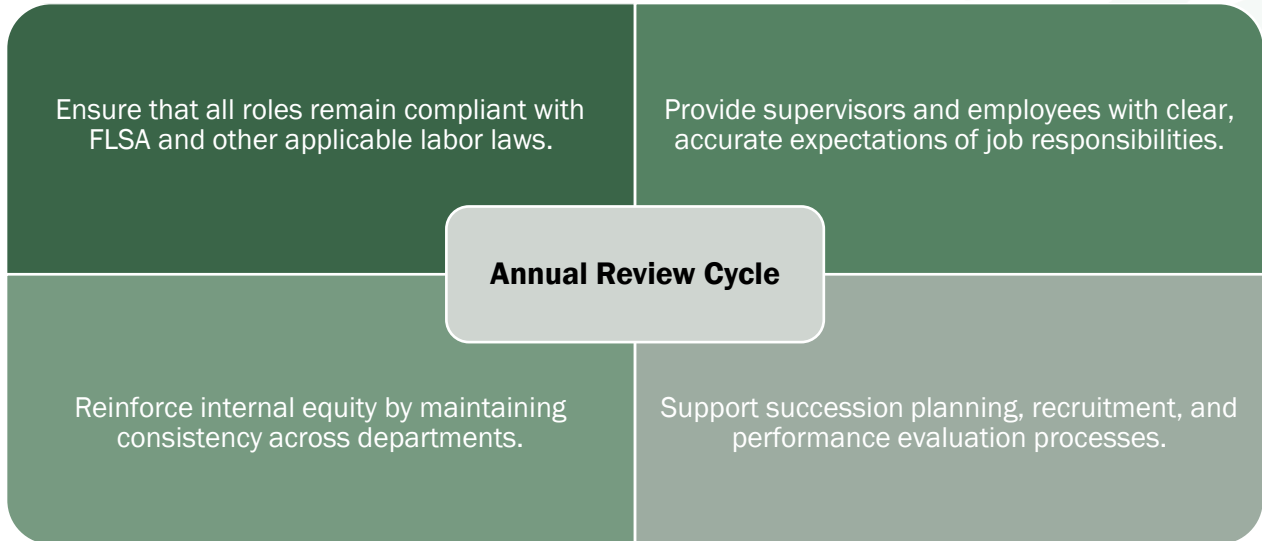 Ensure that all roles remain compliant with
FLSA and other applicable labor laws.
Provide supervisors and employees with clear,
accurate expectations of job responsibilities.
Annual Review Cycle
Reinforce internal equity by maintaining
consistency across departments.
Support succession planning, recruitment, and
performance evaluation processes.